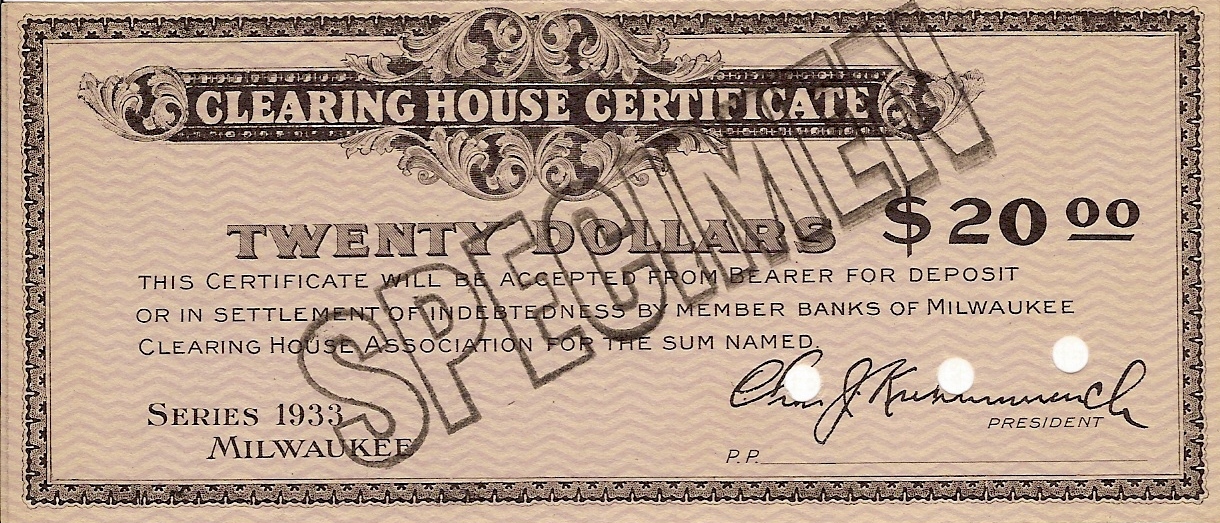 CLEARING HOUSE CERTIFICATE
SPECIMEN
TWENTY DOLLARS $20 00
THIS CERTIFICATE WILL BE ACCEPTED FROM BEARER FOR DEPOSIT
OR IN SETTLEMENT OF INDEBTEDNESS BY MEMBER BANKS OF MILWAUKEE
CLEARING HOUSE ASSOCIATION FOR THE SUM NAMED.
SERIES 1933
MILWAUKEE
PRESIDENT
P.P.